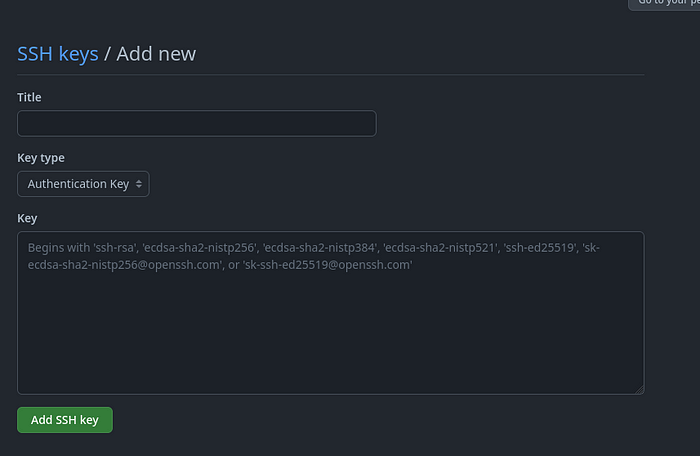 Go to your pe
SSH keys / Add new
Title
Key type
Authentication Key
Key
Begins with 'ssh-rsa', 'ecdsa-sha2-nistp256', 'ecdsa-sha2-nistp384', 'ecdsa-sha2-nistp521', 'ssh-ed25519', 'sk-
ecdsa-sha2-nistp256@openssh.com', or 'sk-ssh-ed25519@openssh.com'
Add SSH key